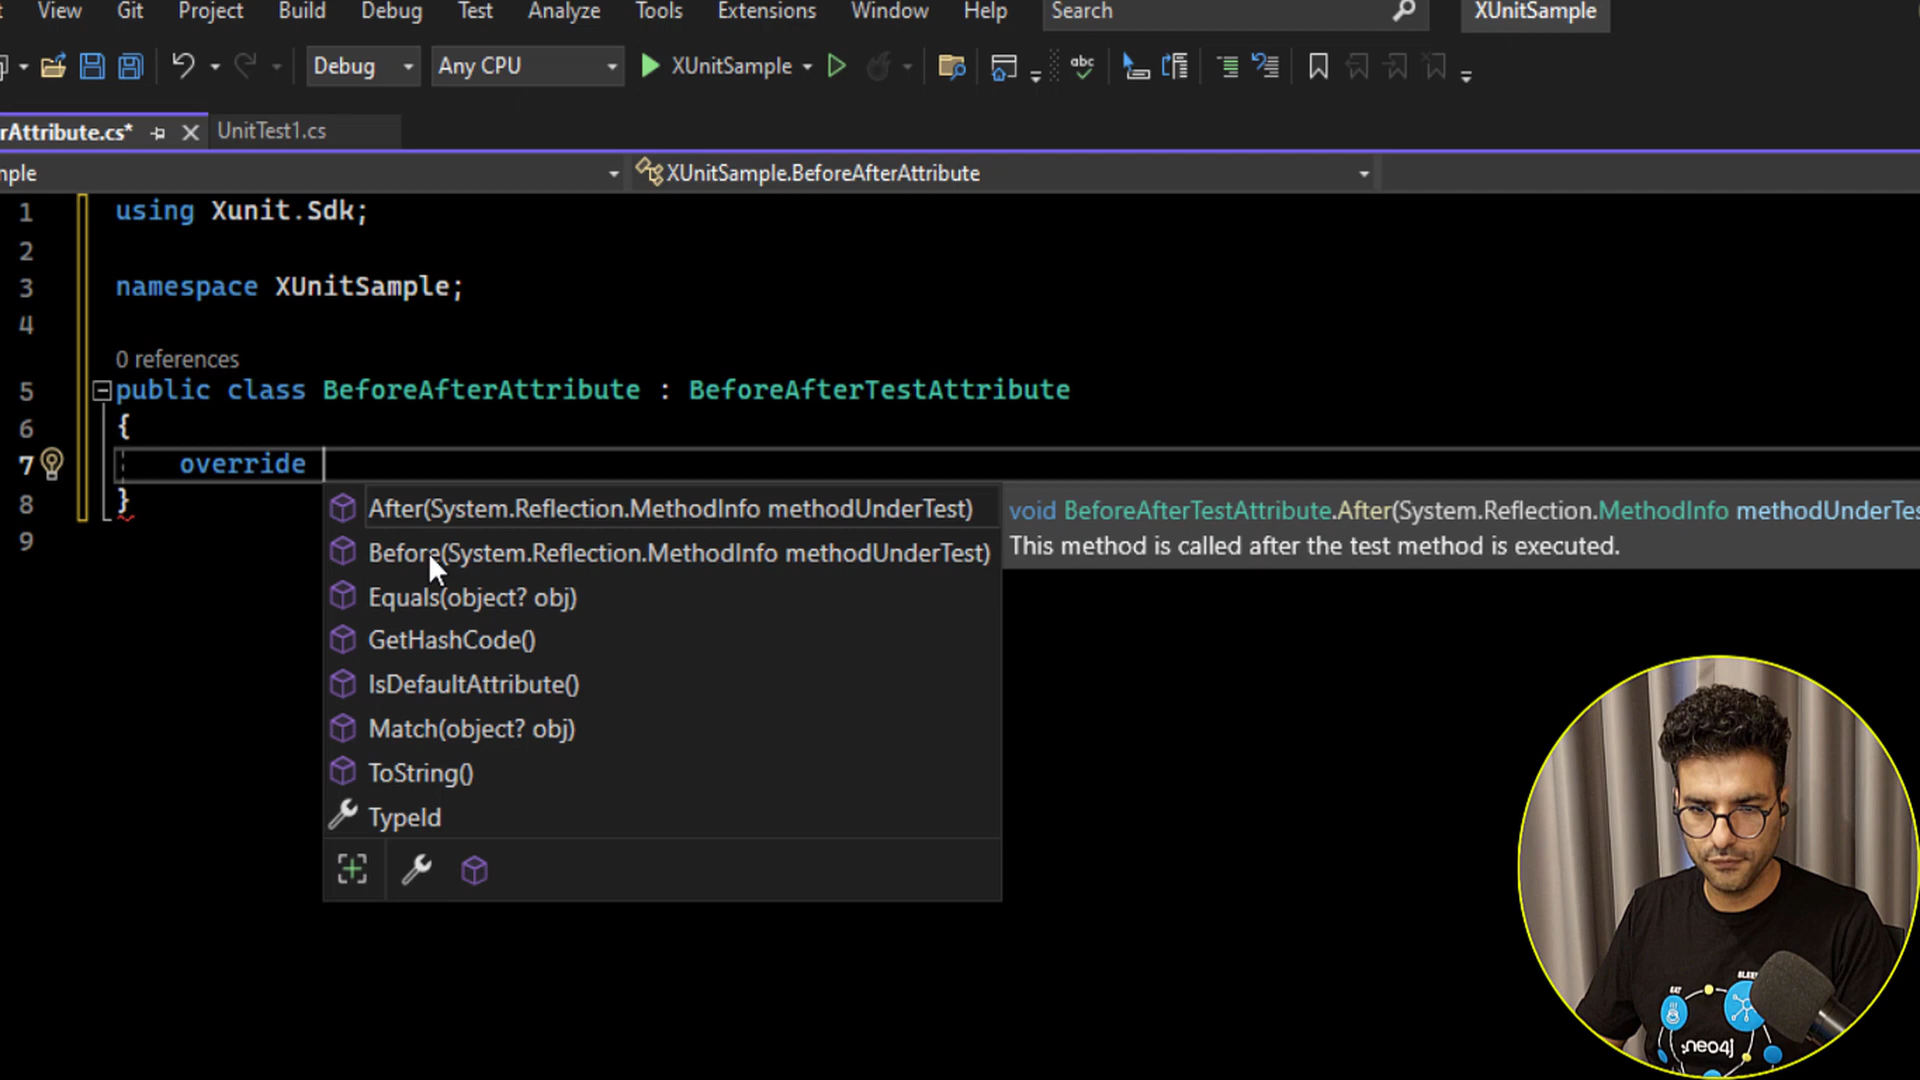 View Git Project Build Debug Test Analyze Tools Extensions Window Help Search XUnitSample
Debug Any CPU XUnitSample abc
rAttribute.cs* UnitTest1.cs
mple XUnitSample.BeforeAfterAttribute
1 using Xunit.Sdk;
2
3 namespace XUnitSample;
4
0 references
5 public class BeforeAfterAttribute : BeforeAfterTestAttribute
6 {
7 override
8 }
9
After(System.Reflection.MethodInfo methodUnderTest)
Before(System.Reflection.MethodInfo methodUnderTest)
Equals(object? obj)
GetHashCode()
IsDefaultAttribute()
Match(object? obj)
ToString()
TypeId
void BeforeAfterTestAttribute.After(System.Reflection.MethodInfo methodUnderTes
This method is called after the test method is executed.
EAT
:neo4j